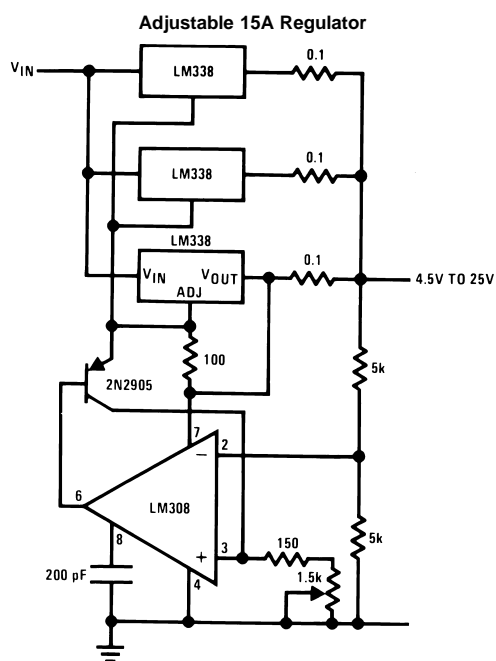 Adjustable 15A Regulator
VIN
LM338
0.1
LM338
0.1
LM338
VIN
VOUT
ADJ
0.1
4.5V TO 25V
100
5k
2N2905
7
2
6
LM308
8
3
150
5k
200 pF
4
1.5k